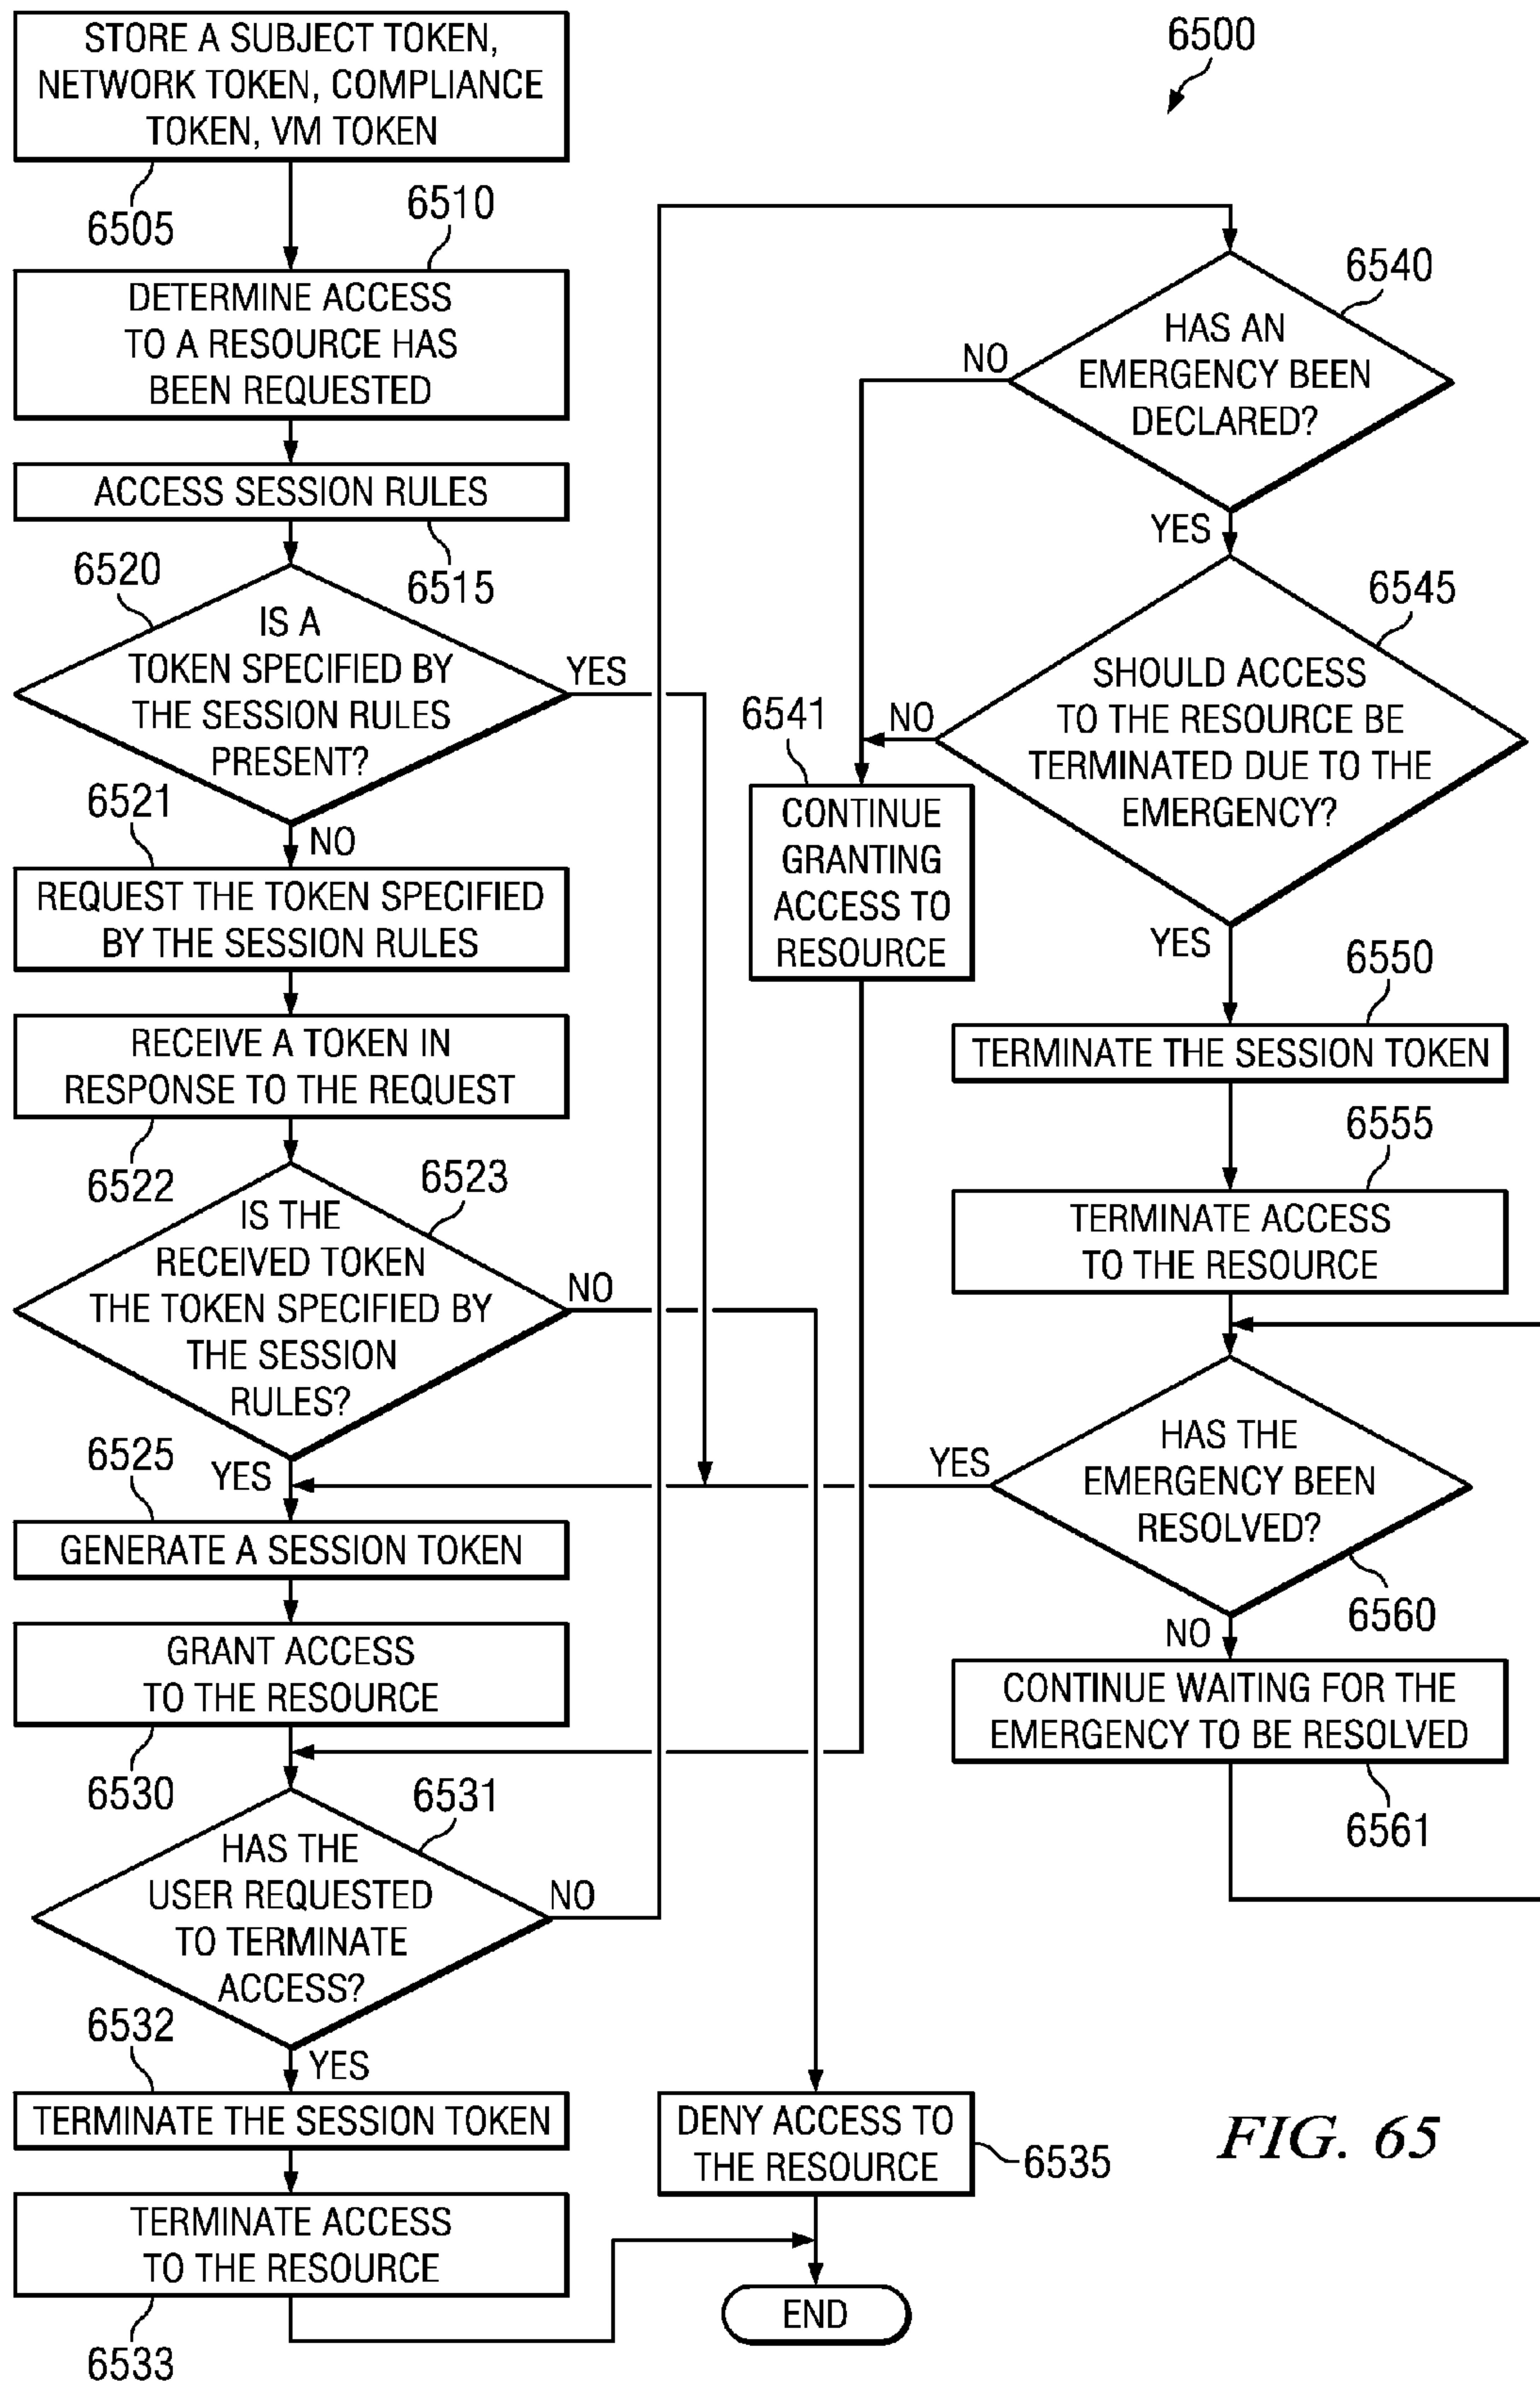 STORE A SUBJECT TOKEN,
NETWORK TOKEN, COMPLIANCE
TOKEN, VM TOKEN
6505
6510
DETERMINE ACCESS
TO A RESOURCE HAS
BEEN REQUESTED
ACCESS SESSION RULES
6515
6520
IS A
TOKEN SPECIFIED BY
THE SESSION RULES
PRESENT?
YES
NO
6521
REQUEST THE TOKEN SPECIFIED
BY THE SESSION RULES
RECEIVE A TOKEN IN
RESPONSE TO THE REQUEST
6522
6523
IS THE
RECEIVED TOKEN
THE TOKEN SPECIFIED BY
THE SESSION
RULES?
NO
YES
6525
GENERATE A SESSION TOKEN
GRANT ACCESS
TO THE RESOURCE
6530
6531
HAS THE
USER REQUESTED
TO TERMINATE
ACCESS?
NO
YES
6532
TERMINATE THE SESSION TOKEN
TERMINATE ACCESS
TO THE RESOURCE
6533
6500
6540
HAS AN
EMERGENCY BEEN
DECLARED?
NO
YES
6545
SHOULD ACCESS
TO THE RESOURCE BE
TERMINATED DUE TO THE
EMERGENCY?
NO
YES
6541
CONTINUE
GRANTING
ACCESS TO
RESOURCE
6550
TERMINATE THE SESSION TOKEN
6555
TERMINATE ACCESS
TO THE RESOURCE
HAS THE
EMERGENCY BEEN
RESOLVED?
YES
NO
6560
CONTINUE WAITING FOR THE
EMERGENCY TO BE RESOLVED
6561
DENY ACCESS TO
THE RESOURCE
6535
END
FIG. 65